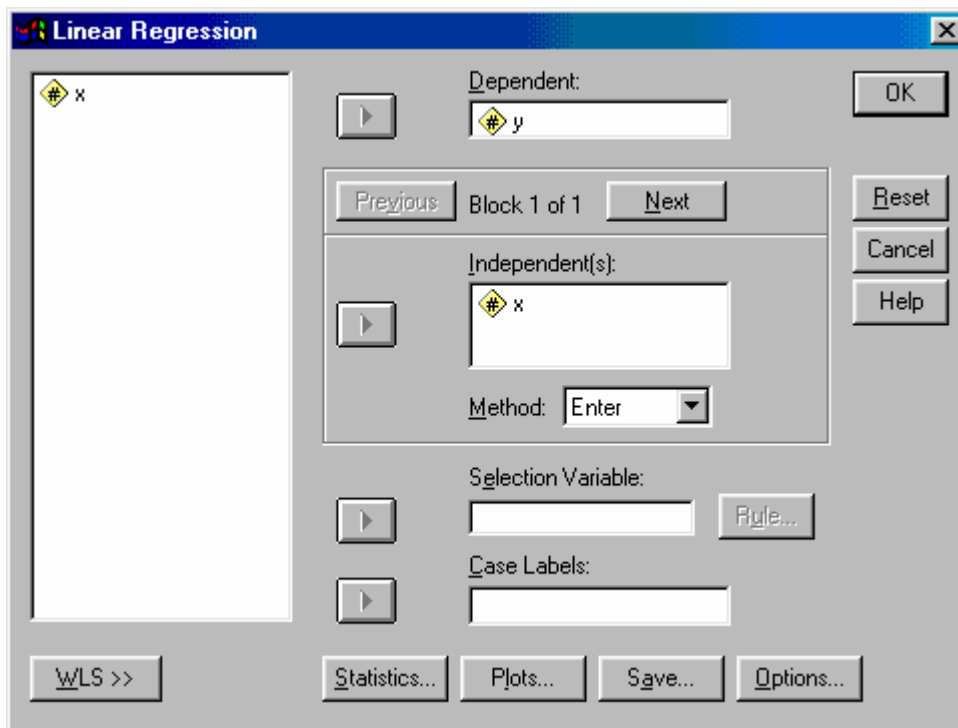 Linear Regression
# x
Dependent:
# y
OK
Previous
Block 1 of 1
Next
Reset
Cancel
Help
Independent(s):
# x
Method:
Enter
Selection Variable:
Rule...
Case Labels:
WLS >>
Statistics...
Plots...
Save...
Options...